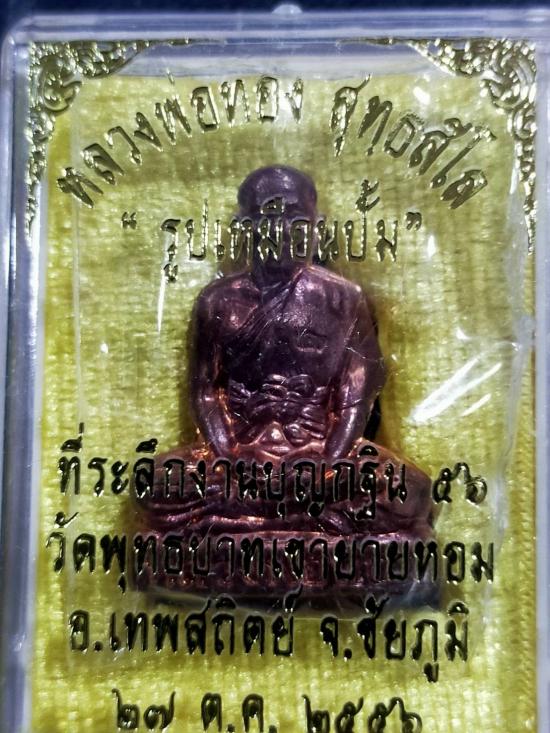 หลวงพ่อทอง สุทธสีโล
“ รูปเหมือนปั้ม”
ที่ระลึกงานบุญกฐิน ๕๖
วัดพุทธบาทเขายายหอม
อ.เทพสถิตย์ จ.ชัยภูมิ
๒๗ ต.ค. ๒๕๕๖